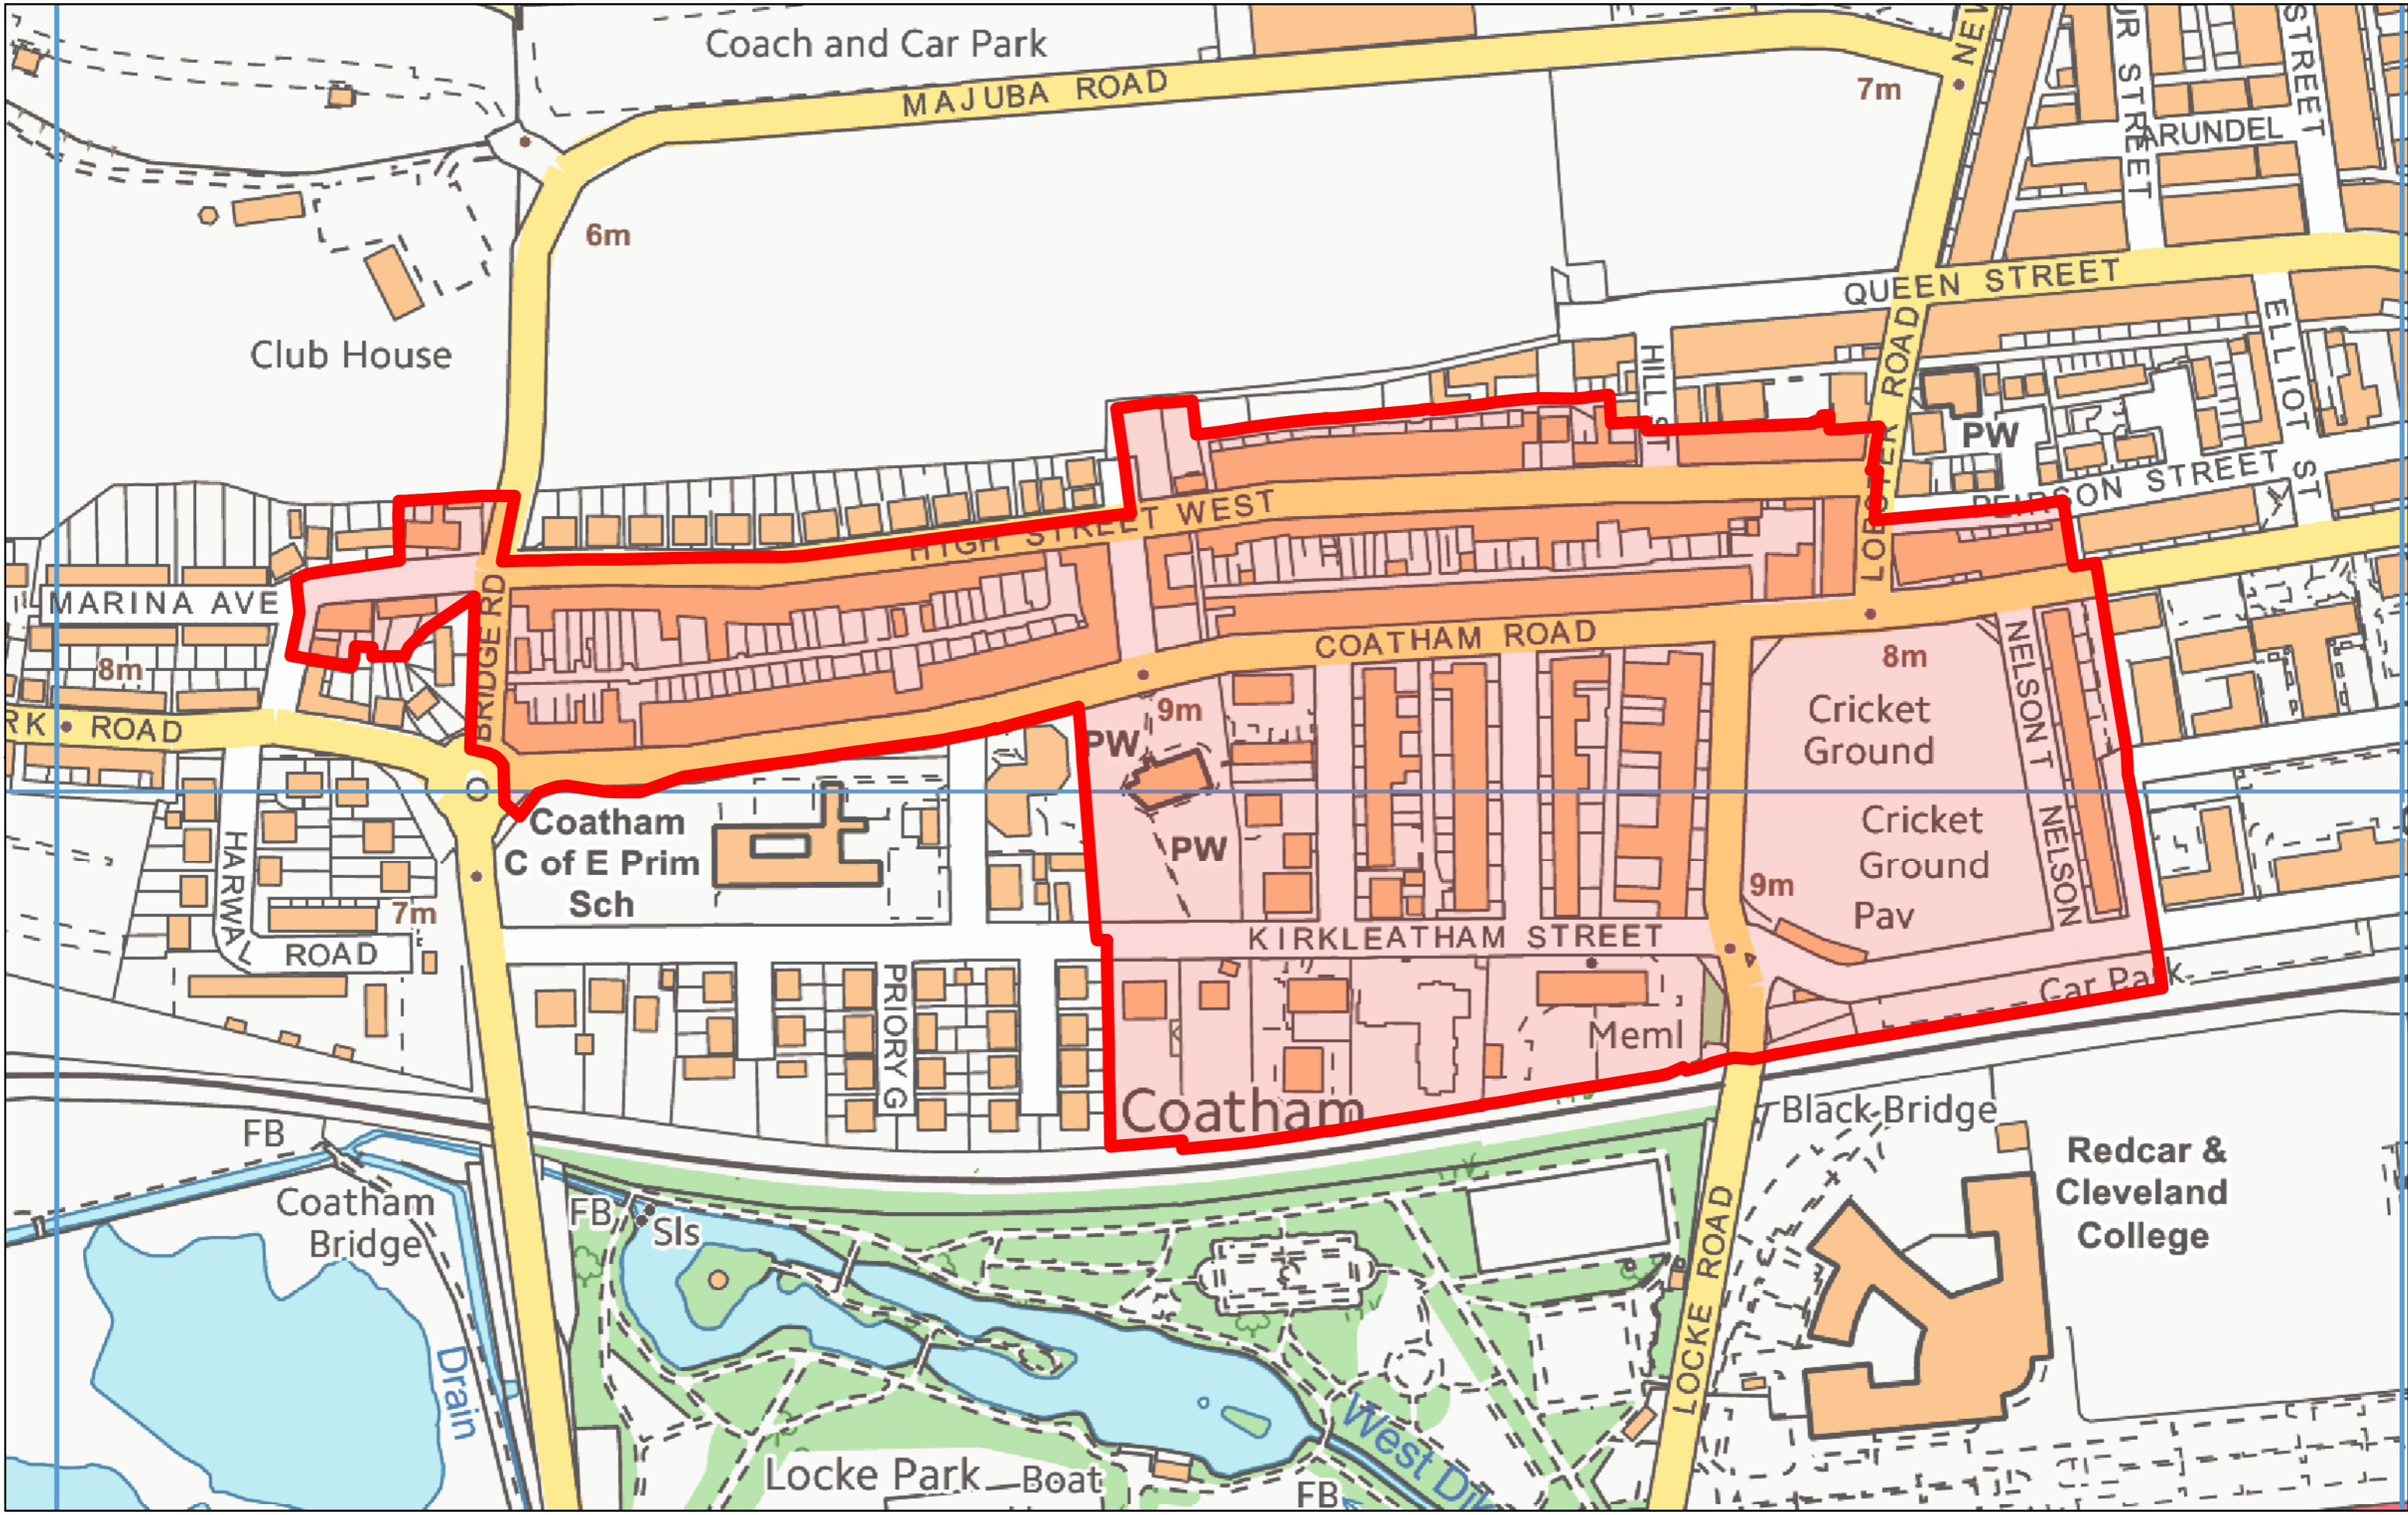 Coach and Car Park
MAJUBA ROAD
NEW
7m
UR STREET
STREET
ARUNDEL
6m
Club House
QUEEN STREET
ELLIOT ST
HILL S
LOBSTER ROAD
PW
PEIRSON STREET
HIGH STREET WEST
MARINA AVE
BRIDGE RD
8m
RK ROAD
COATHAM ROAD
8m
NELSON T
NELSON
9m
PW
PW
Cricket
Ground
Cricket
Ground
9m
Pav
Coatham
C of E Prim
Sch
HARWAL
ROAD
7m
KIRKLEATHAM STREET
PRIORY G
Meml
Car Park
Coatham
Black Bridge
FB
Coatham
Bridge
FB
Sls
Redcar &
Cleveland
College
LOCKE ROAD
Drain
West Dik
Locke Park
Boat
FB